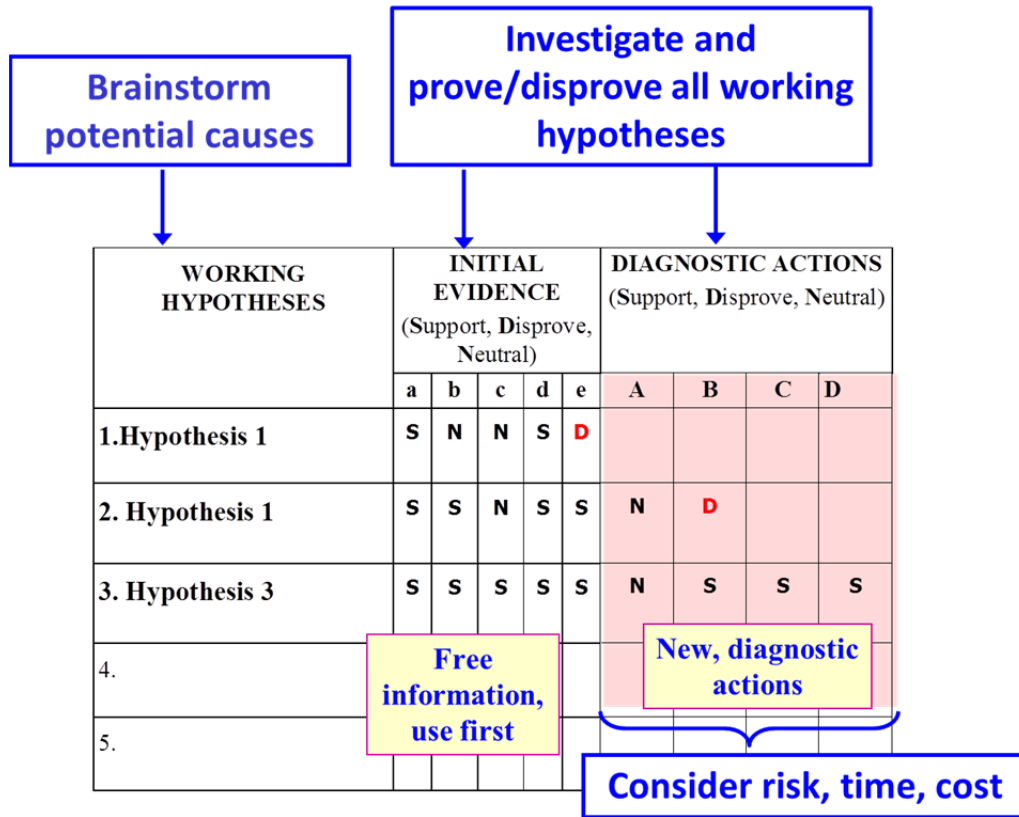 Brainstorm
potential causes
Investigate and
prove/disprove all working
hypotheses
WORKING
HYPOTHESES
INITIAL
EVIDENCE
(Support, Disprove,
Neutral)
DIAGNOSTIC ACTIONS
(Support, Disprove, Neutral)
a b c d e A B C D
1.Hypothesis 1 S N N S D
2. Hypothesis 1 S S N S S N D
3. Hypothesis 3 S S S S S N S S S
4.
5.
Free
information,
use first
New, diagnostic
actions
Consider risk, time, cost